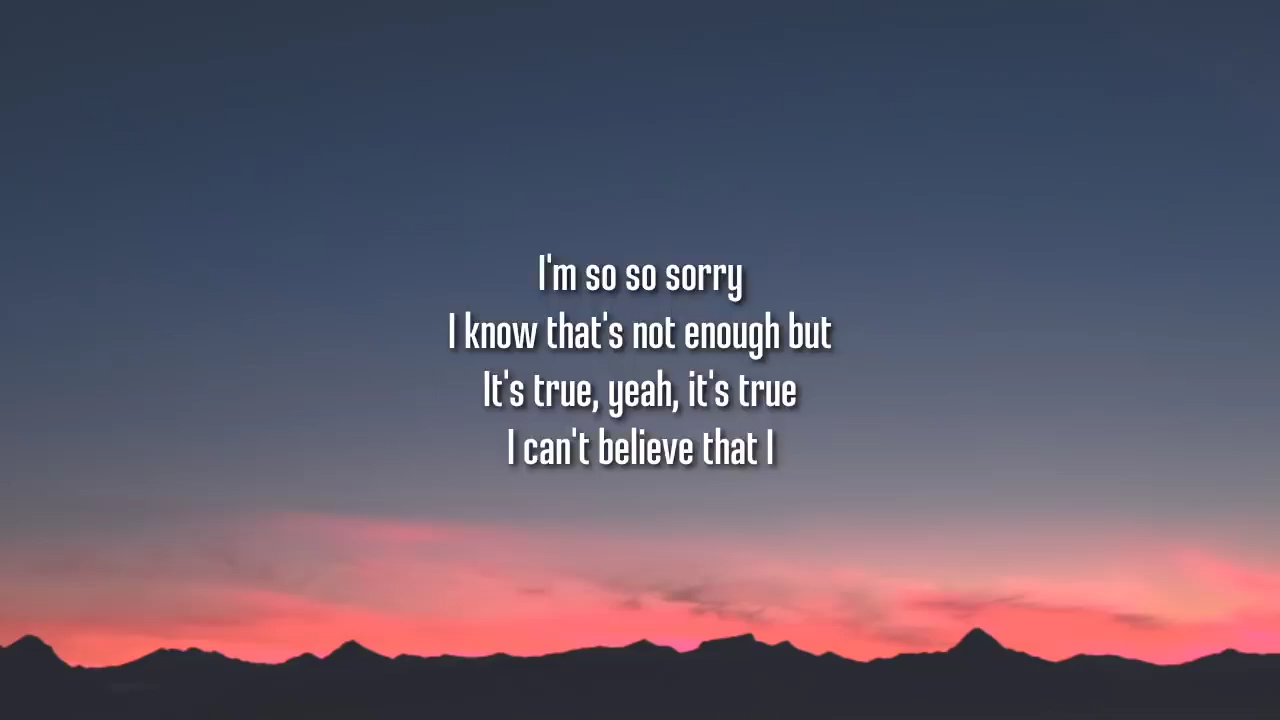 I'm so so sorry
I know that's not enough but
It's true, yeah, it's true
I can't believe that I